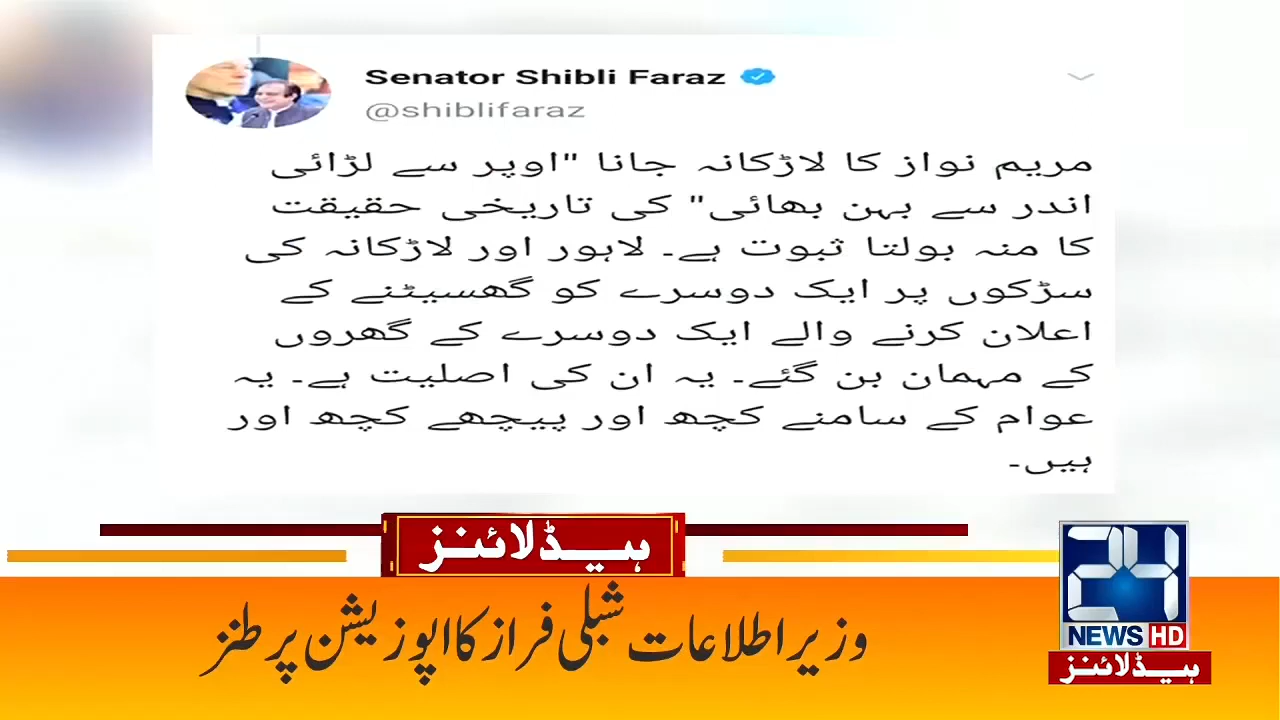 Senator Shibli Faraz
@shiblifaraz
مریم نواز کا لاڑکانہ جانا "اوپر سے لڑائی
اندر سے بہن بھائی" کی تاریخی حقیقت
کا منہ بولتا ثبوت ہے۔ لاہور اور لاڑکانہ کی
سڑکوں پر ایک دوسرے کو گھسیٹنے کے
اعلان کرنے والے ایک دوسرے کے گھروں
کے مہمان بن گئے۔ یہ ان کی اصلیت ہے۔ یہ
عوام کے سامنے کچھ اور پیچھے کچھ اور
ہیں۔
ہیڈلائنز
وزیر اطلاعات شبلی فراز کا اپوزیشن پر طنز
24
NEWS HD
ہیڈلائنز